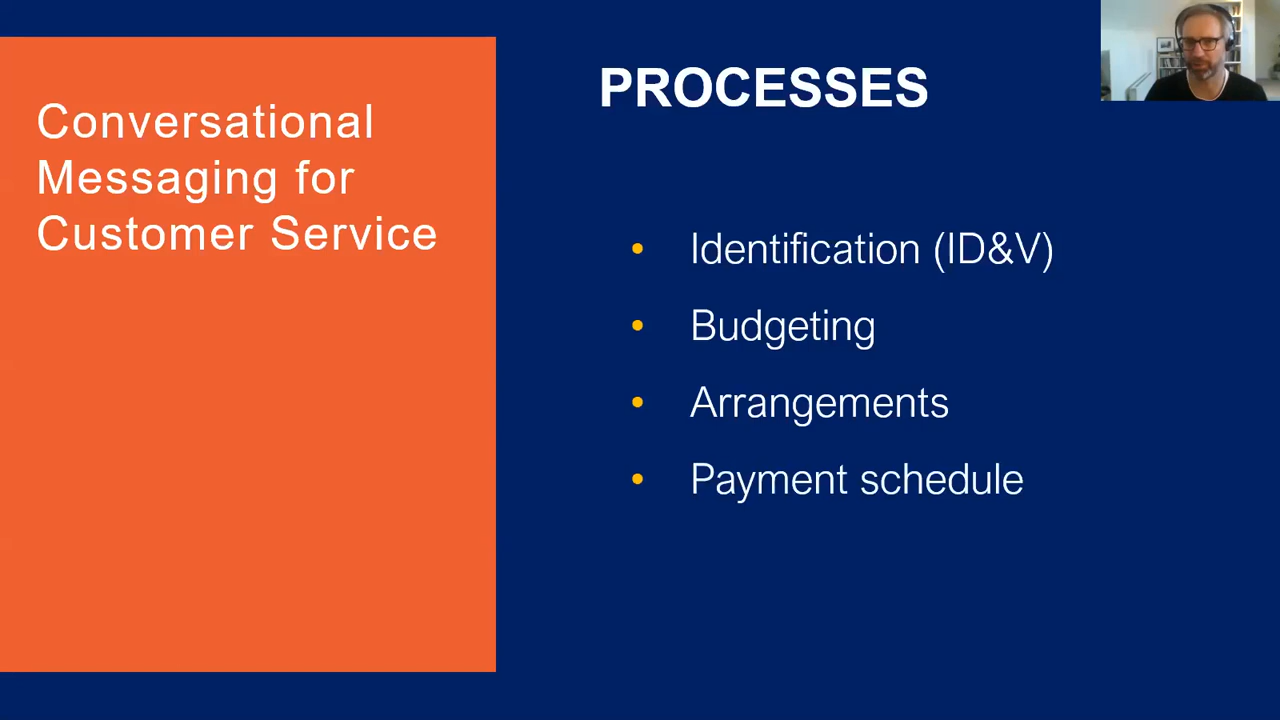 Conversational
Messaging for
Customer Service
PROCESSES
• Identification (ID&V)
• Budgeting
• Arrangements
• Payment schedule